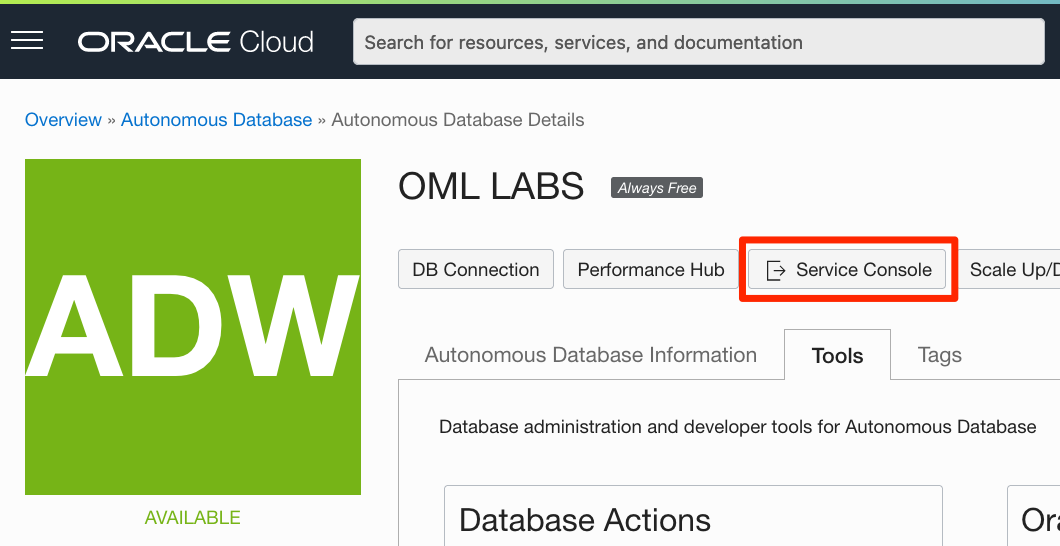 ORACLE Cloud
Search for resources, services, and documentation
Overview » Autonomous Database » Autonomous Database Details
ADW
AVAILABLE
OML LABS
Always Free
DB Connection
Performance Hub
Service Console
Scale Up/D
Autonomous Database Information
Tools
Tags
Database administration and developer tools for Autonomous Database
Database Actions
Ora